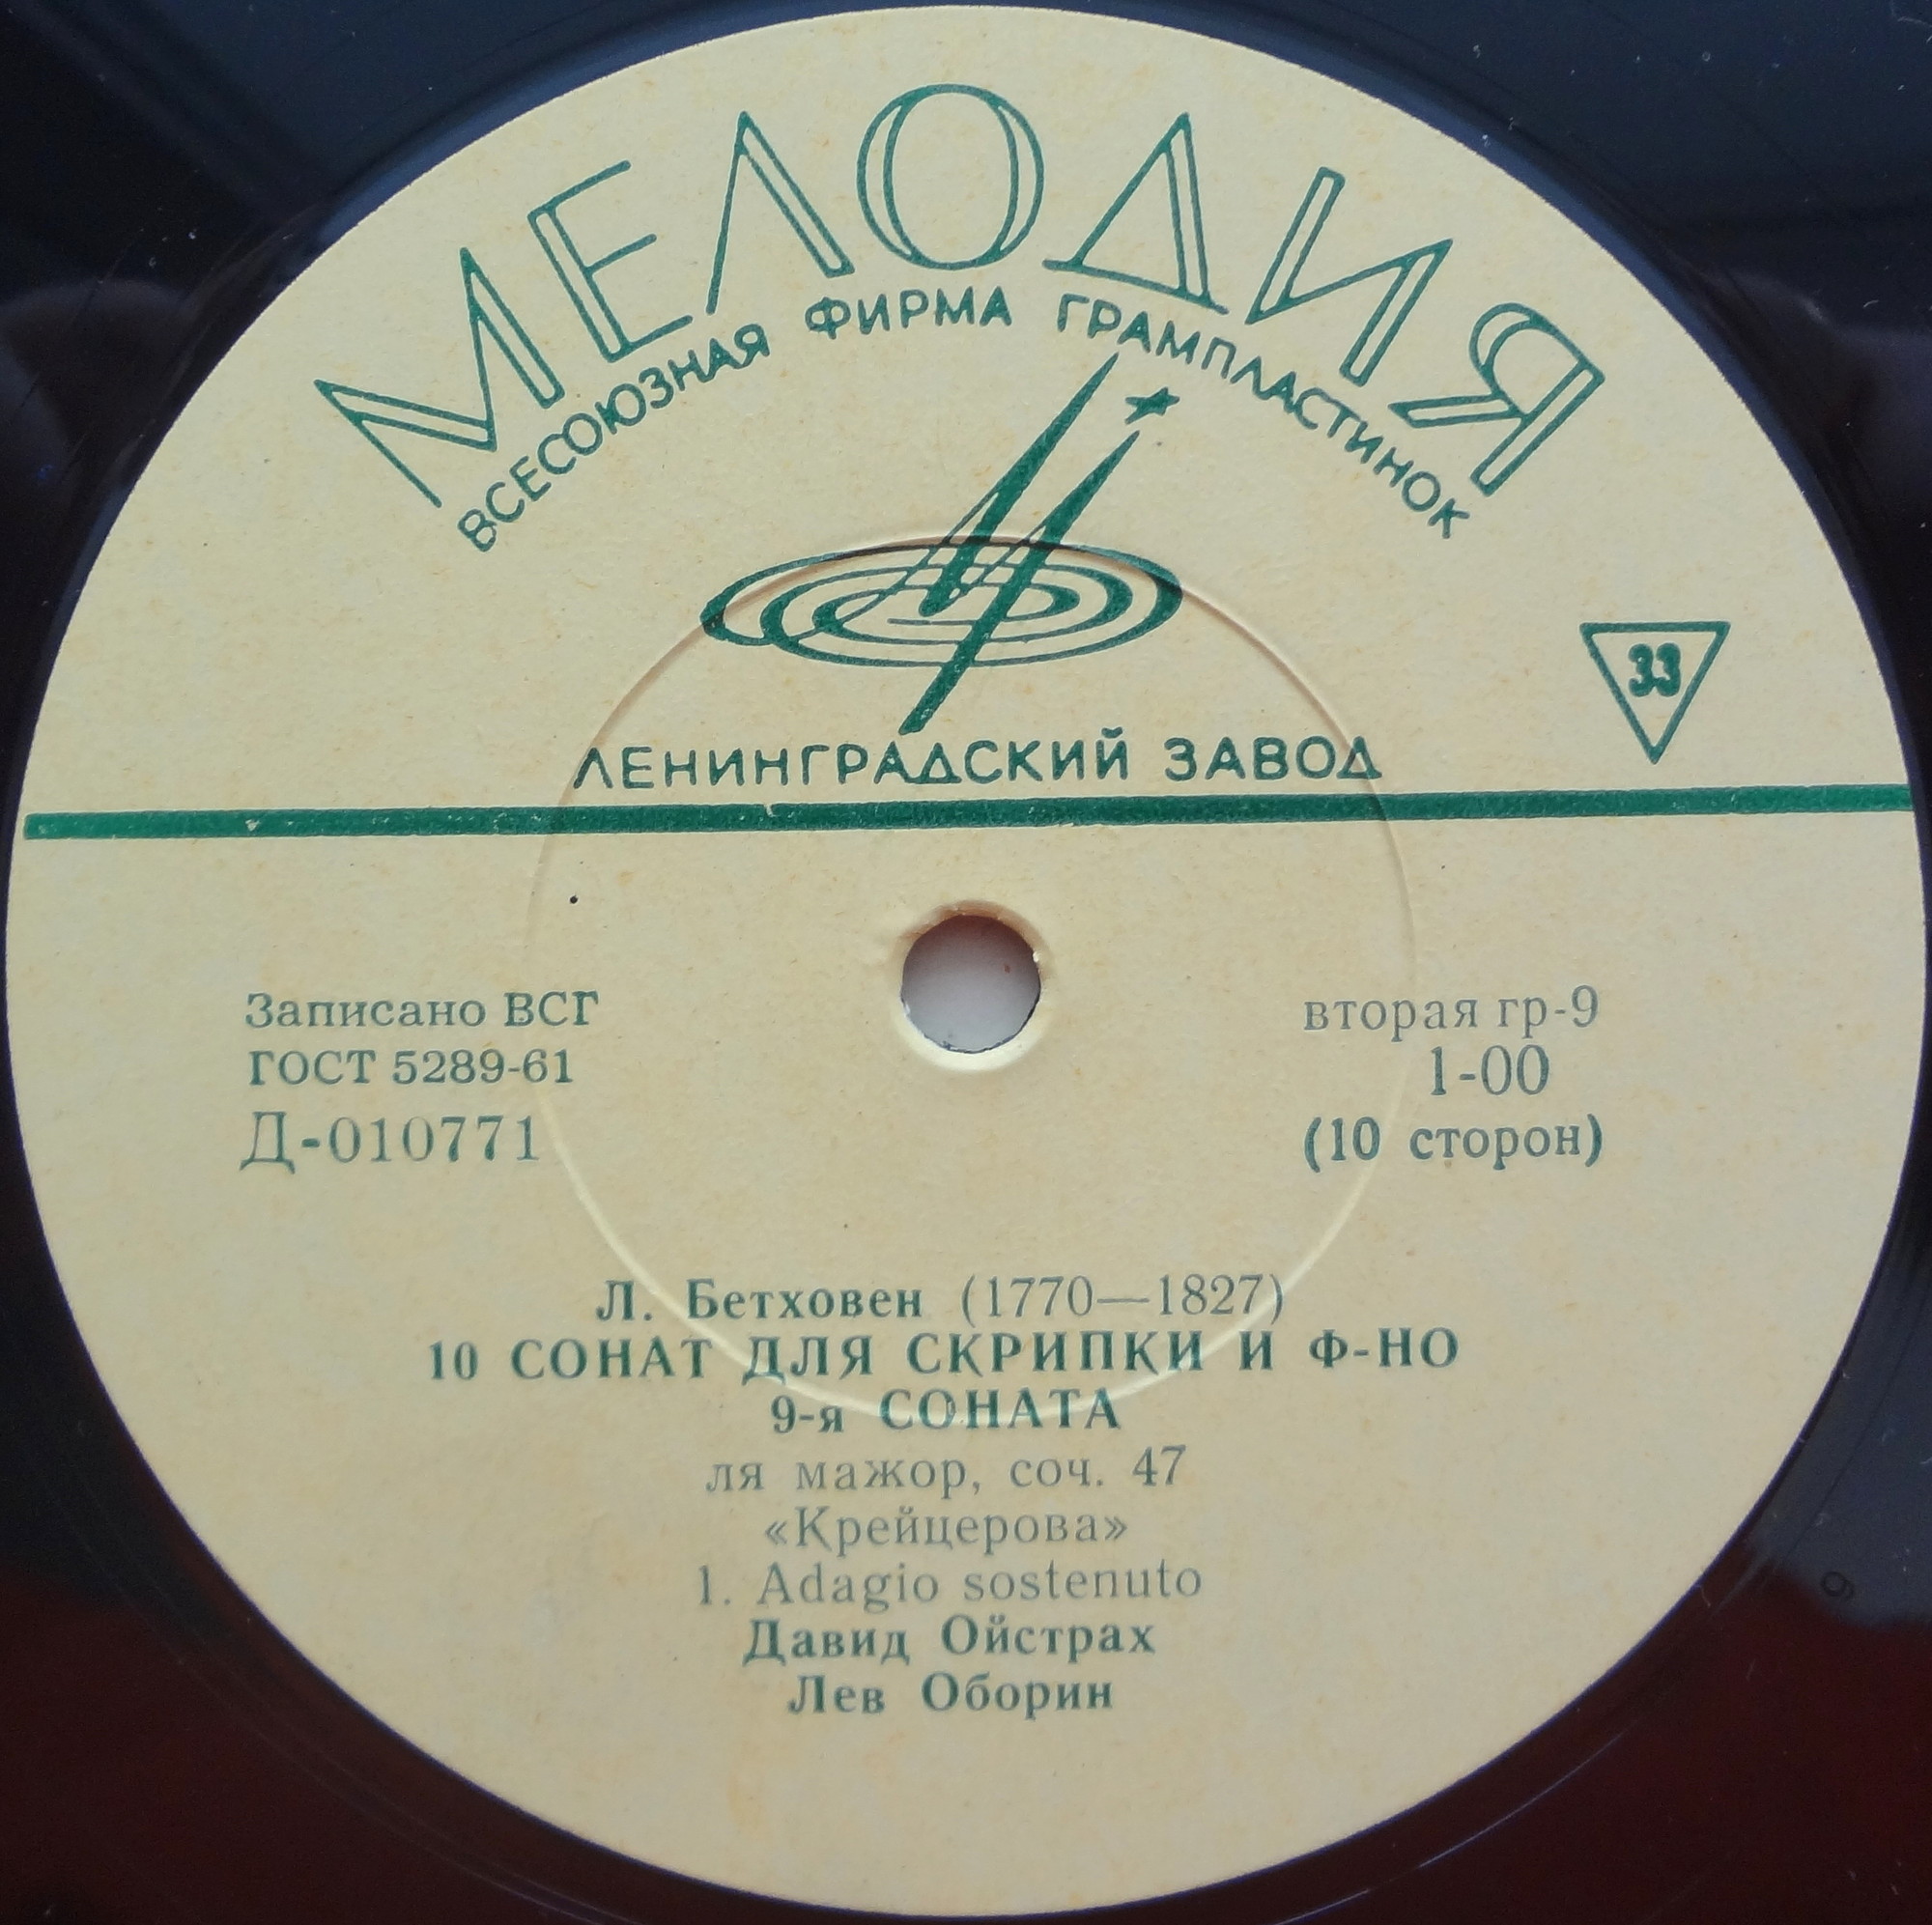 МЕЛОДИЯ
ВСЕСОЮЗНАЯ ФИРМА ГРАМПЛАСТИНОК
33
ЛЕНИНГРАДСКИЙ ЗАВОД
Записано ВСГ
ГОСТ 5289-61
Д-010771
вторая гр-9
1-00
(10 сторон)
Л. Бетховен (1770—1827)
10 СОНАТ ДЛЯ СКРИПКИ И Ф-НО
9-я СОНАТА
ля мажор, соч. 47
«Крейцерова»
1. Adagio sostenuto
Давид Ойстрах
Лев Оборин